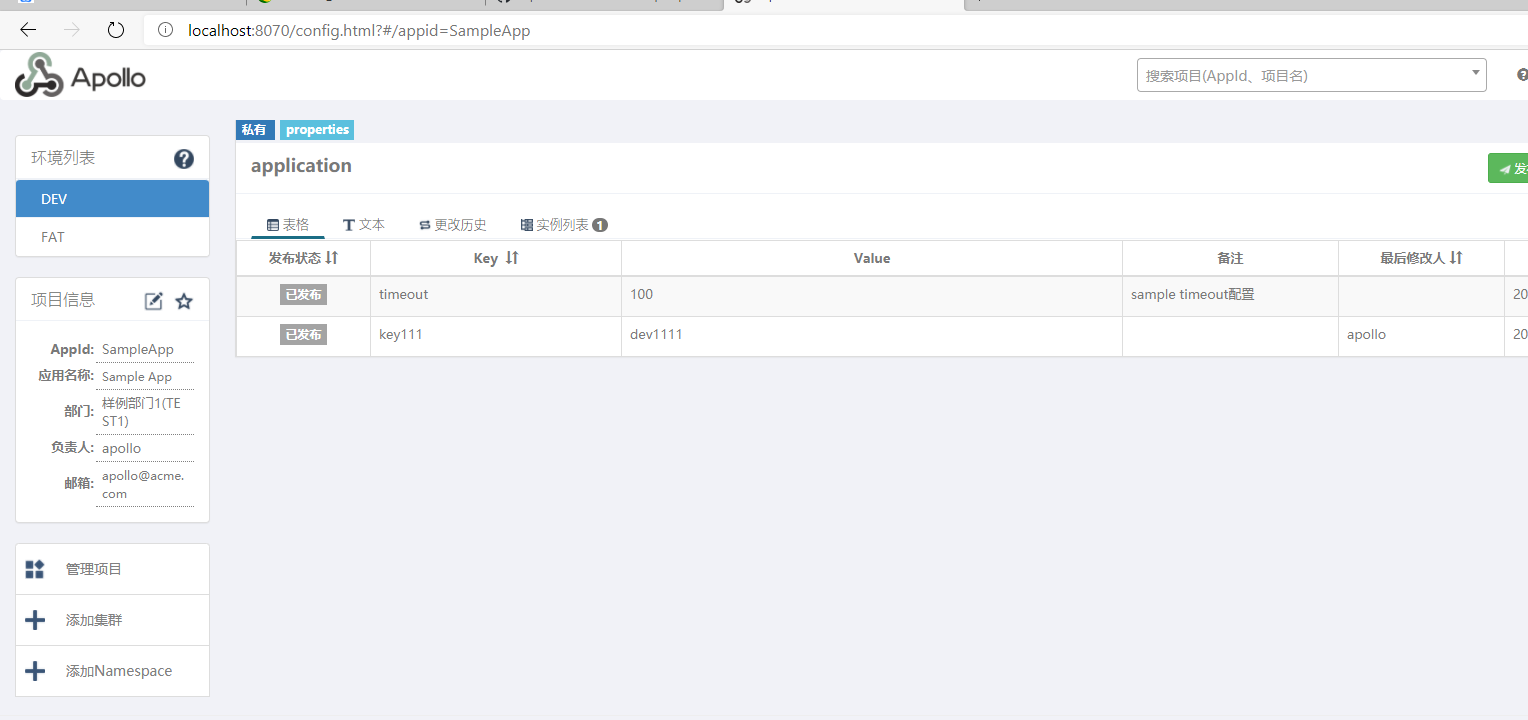 localhost:8070/config.html?#/appid=SampleApp
Apollo
搜索项目(AppId、项目名)
环境列表
DEV
FAT
项目信息
AppId: SampleApp
应用名称: Sample App
部门: 样例部门1(TE
ST1)
负责人: apollo
邮箱: apollo@acme.
com
管理项目
添加集群
添加Namespace
私有 properties
application
发
表格 文本 更改历史 实例列表 1
发布状态 Key Value 备注 最后修改人
已发布 timeout 100 sample timeout配置 20
已发布 key111 dev1111 apollo 20